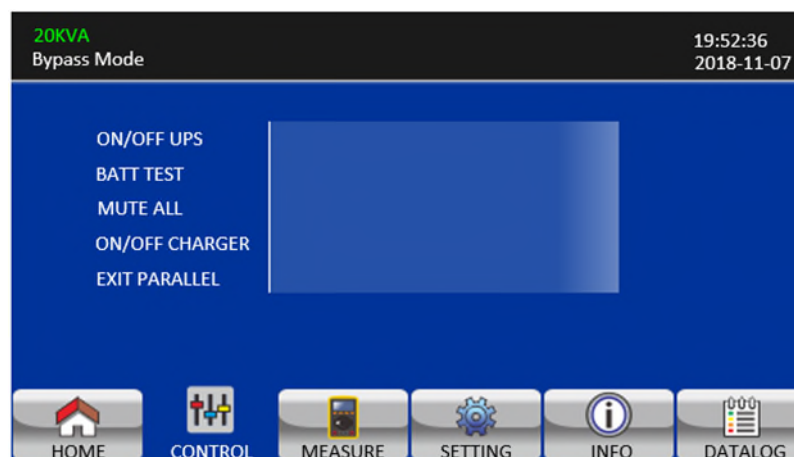 20KVA
Bypass Mode
19:52:36
2018-11-07
ON/OFF UPS
BATT TEST
MUTE ALL
ON/OFF CHARGER
EXIT PARALLEL
HOME CONTROL MEASURE SETTING INFO DATALOG